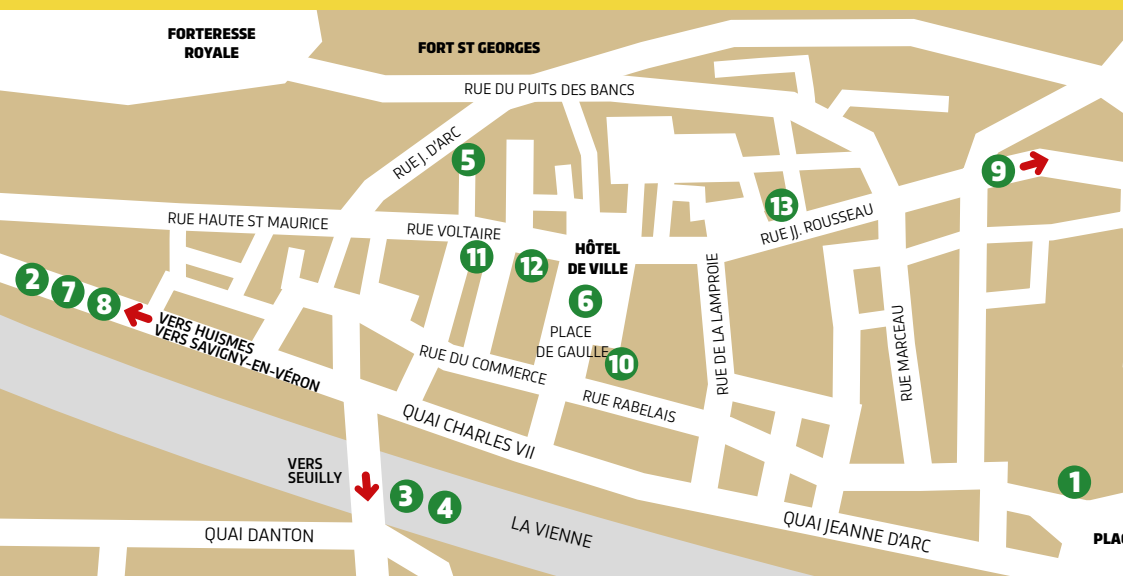 FORTERESSE
ROYALE
FORT ST GEORGES
RUE DU PUITS DES BANCS
RUE J. D'ARC
5
9
13
RUE JJ. ROUSSEAU
RUE HAUTE ST MAURICE
RUE VOLTAIRE
11
12
HÔTEL
DE VILLE
6
PLACE
DE GAULLE
10
2
7
8
VERS HUISMES
VERS SAVIGNY-EN-VÉRON
RUE DU COMMERCE
RUE RABELAIS
RUE DE LA LAMPROIE
RUE MARCEAU
QUAI CHARLES VII
VERS
SEUILLY
3
4
1
QUAI DANTON
LA VIENNE
QUAI JEANNE D'ARC